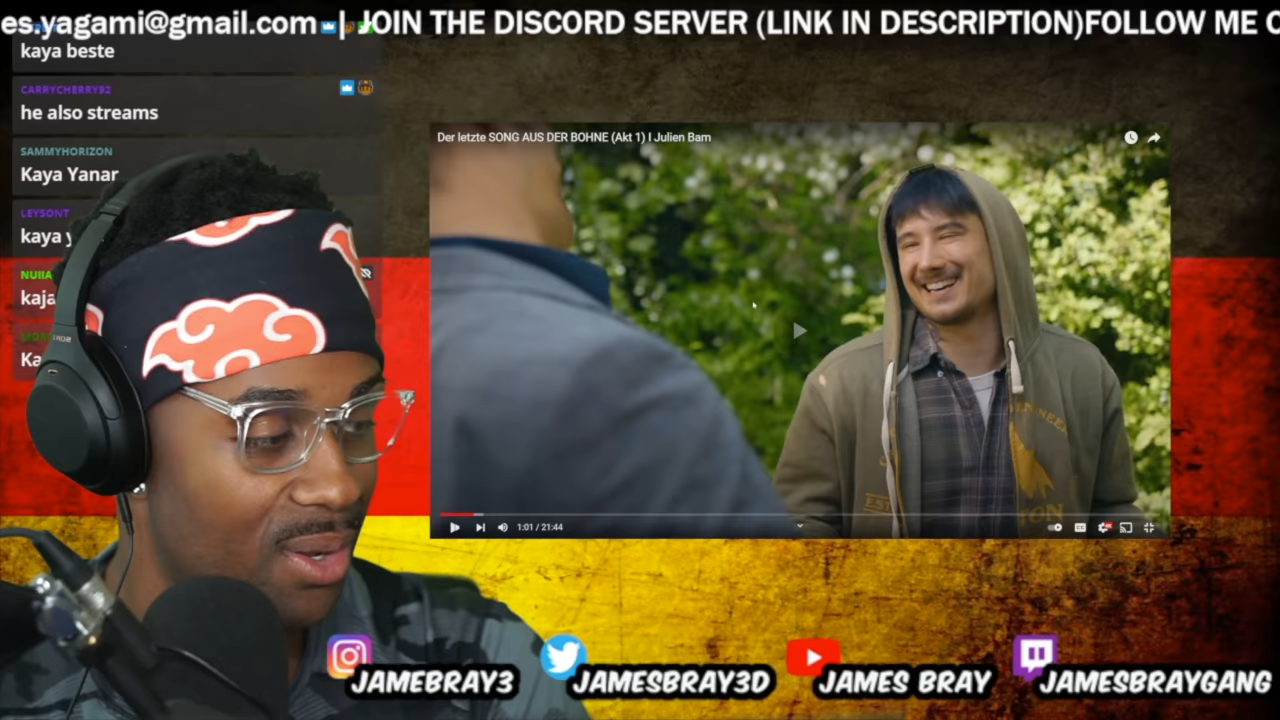 es.yagami@gmail.com | JOIN THE DISCORD SERVER (LINK IN DESCRIPTION)FOLLOW ME
kaya beste
CARRYCHERRY92
he also streams
SAMMYHORIZON
Kaya Yanar
LEYSONT
kaya
NUIIA
kaja
Ka
Der letzte SONG AUS DER BOHNE (Akt 1) I Julien Bam
1:01 / 21:44
JAMEBRAY3
JAMESBRAY3D
JAMES BRAY
JAMESBRAYGANG